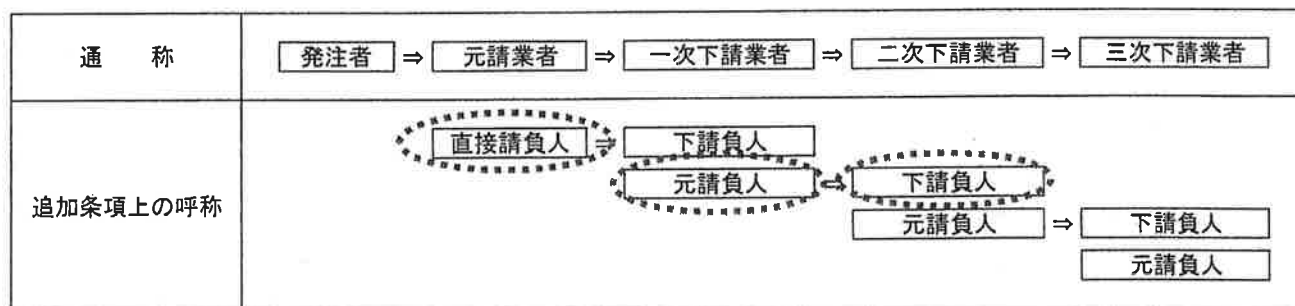 通　称　発注者 ⇒ 元請業者 ⇒ 一次下請業者 ⇒ 二次下請業者 ⇒ 三次下請業者
直接請負人 ⇒ 下請負人
元請負人 ⇨ 下請負人
追加条項上の呼称
元請負人 ⇒ 下請負人
元請負人